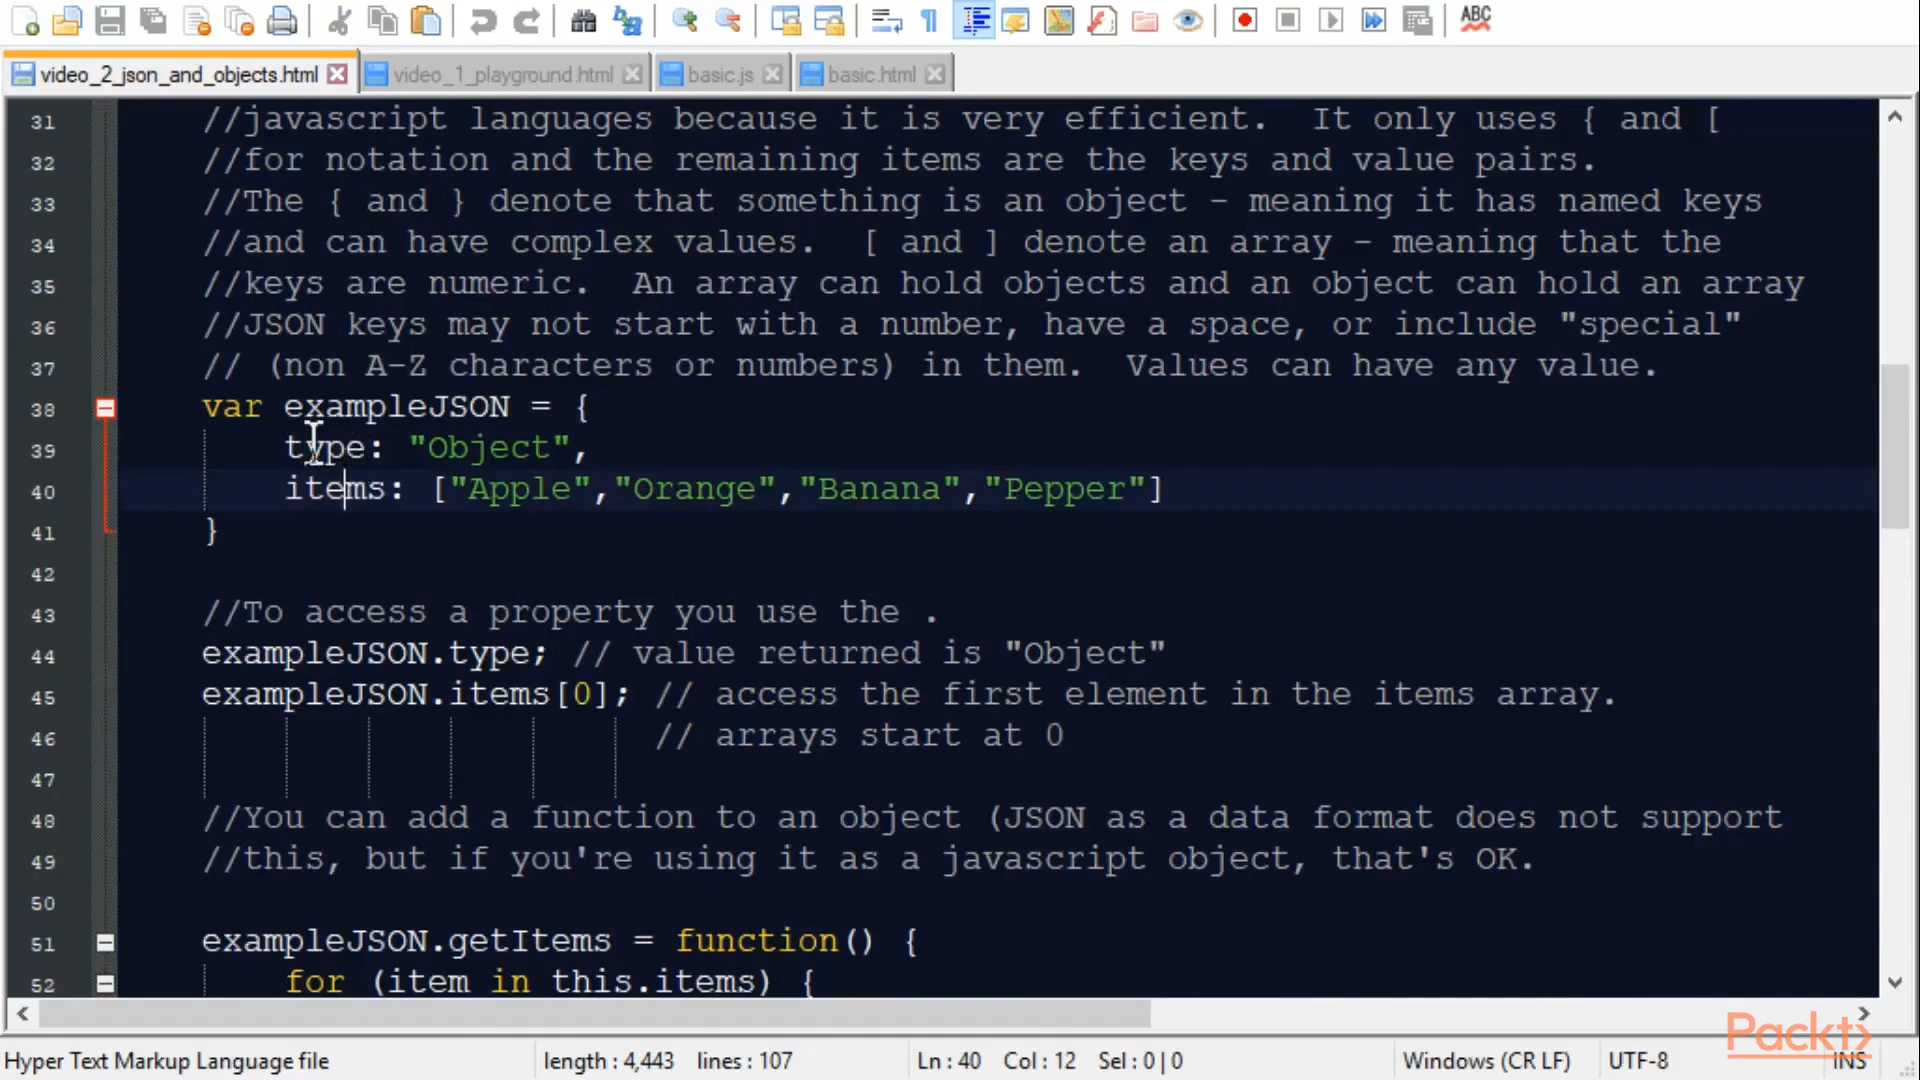 ABC
video_2_json_and_objects.html
video_1_playground.html
basic.js
basic.html
31 //javascript languages because it is very efficient. It only uses { and [
32 //for notation and the remaining items are the keys and value pairs.
33 //The { and } denote that something is an object - meaning it has named keys
34 //and can have complex values. [ and ] denote an array - meaning that the
35 //keys are numeric. An array can hold objects and an object can hold an array
36 //JSON keys may not start with a number, have a space, or include "special"
37 // (non A-Z characters or numbers) in them. Values can have any value.
38 var exampleJSON = {
39 type: "Object",
40 items: ["Apple","Orange","Banana","Pepper"]
41 }
42
43 //To access a property you use the .
44 exampleJSON.type; // value returned is "Object"
45 exampleJSON.items[0]; // access the first element in the items array.
46 // arrays start at 0
47
48 //You can add a function to an object (JSON as a data format does not support
49 //this, but if you're using it as a javascript object, that's OK.
50
51 exampleJSON.getItems = function() {
52 for (item in this.items) {
Packt>
Hyper Text Markup Language file length : 4,443 lines : 107 Ln : 40 Col : 12 Sel : 0 | 0 Windows (CR LF) UTF-8 INS